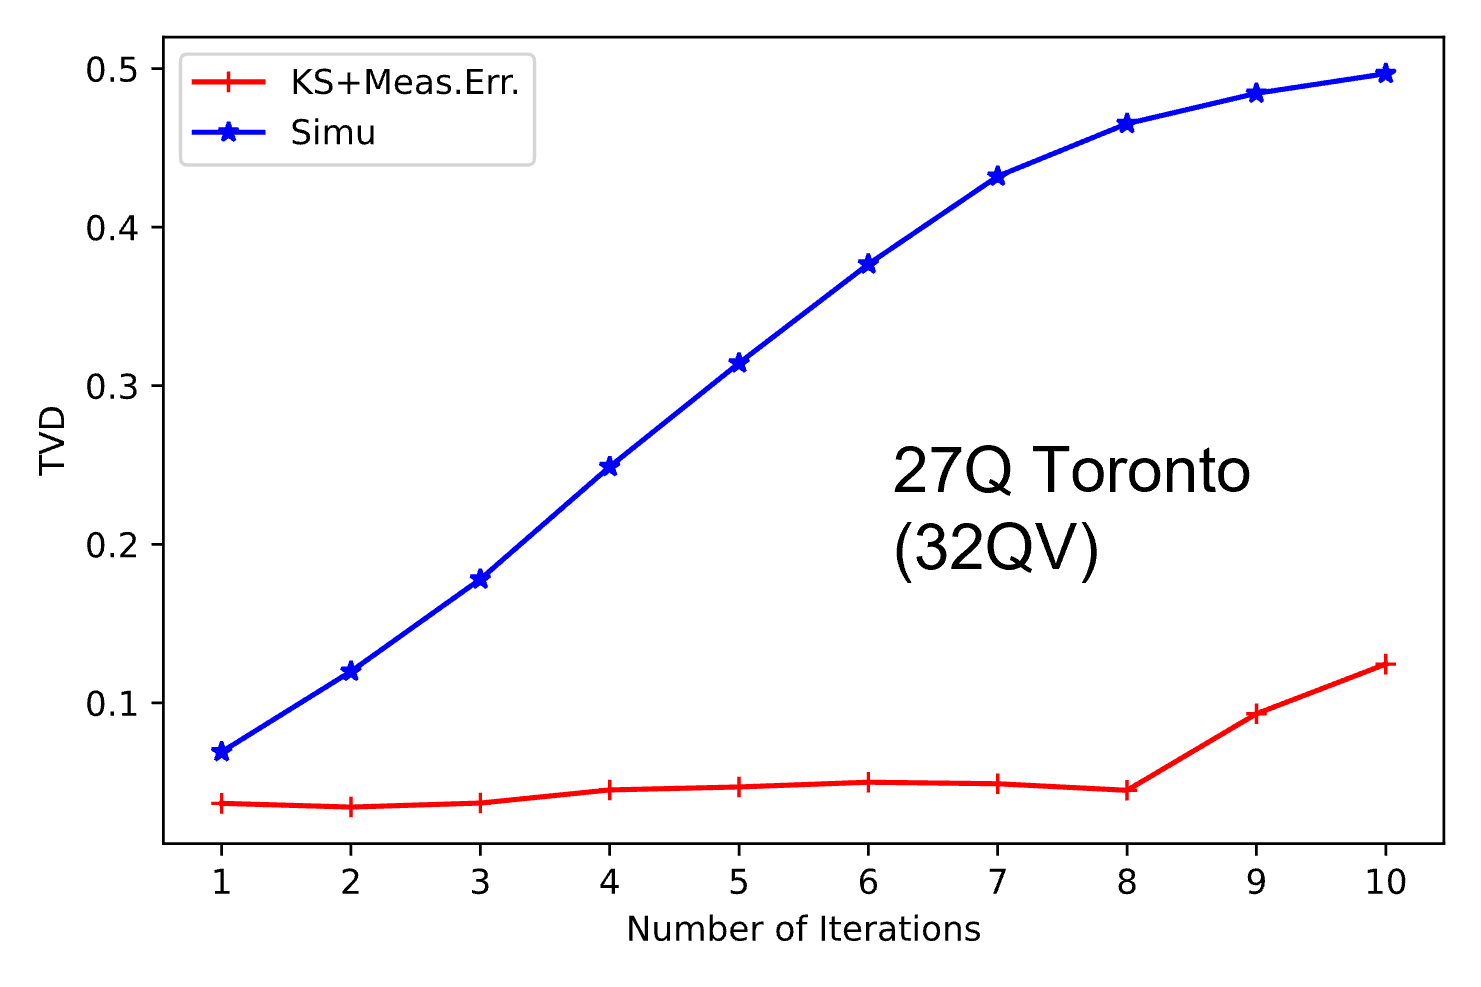 KS+Meas.Err.
Simu
0.5
0.4
0.3
0.2
0.1
TVD
27Q Toronto
(32QV)
1 2 3 4 5 6 7 8 9 10
Number of Iterations